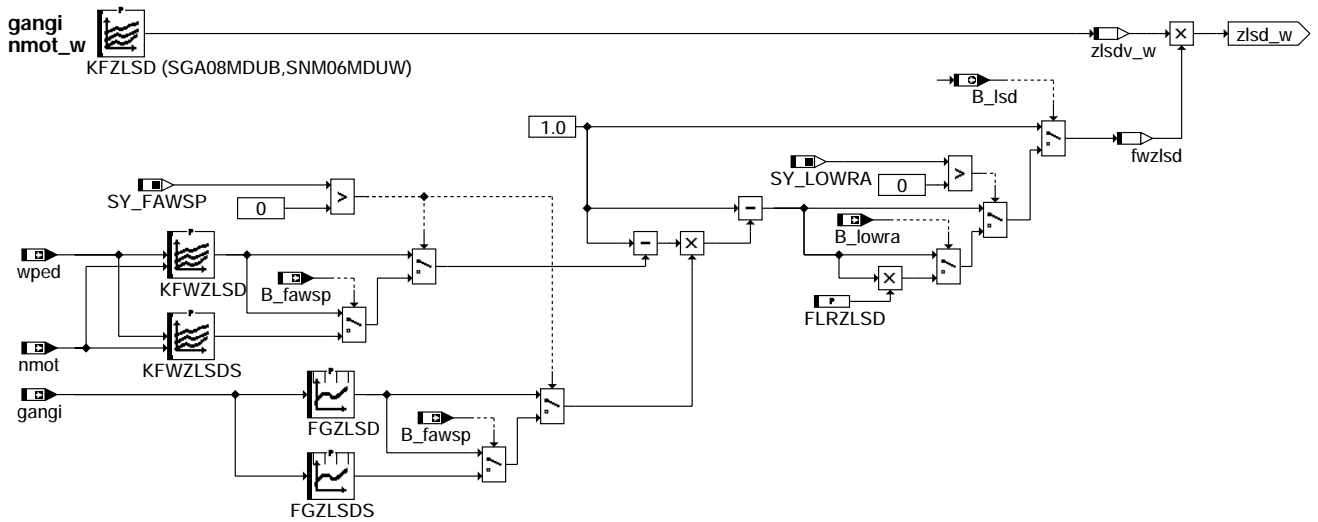 gangi
nmot_w
P
KFZLSD (SGA08MDUB,SNM06MDUW)
zlsdv_w
zlsd_w
B_lsd
1.0
fwzlsd
SY_LOWRA
>
0
SY_FAWSP
>
0
B_lowra
P
FLRZLSD
wped
P
KFWZLSD
B_fawsp
nmot
P
KFWZLSDS
gangi
P
FGZLSD
B_fawsp
P
FGZLSDS